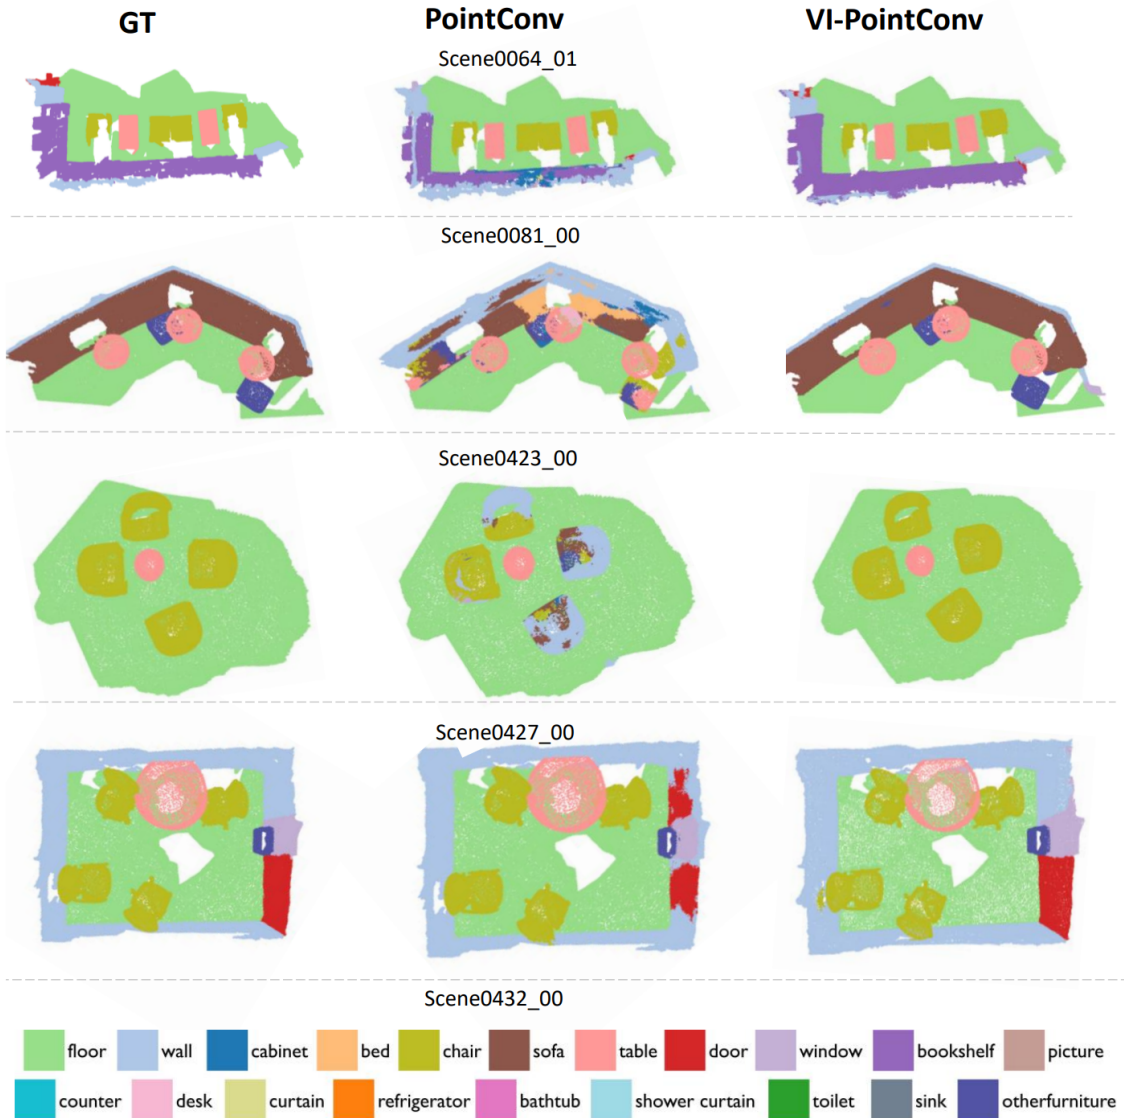 GT PointConv VI-PointConv
Scene0064_01
Scene0081_00
Scene0423_00
Scene0427_00
Scene0432_00
floor wall cabinet bed chair sofa table door window bookshelf picture
counter desk curtain refrigerator bathtub shower curtain toilet sink otherfurniture